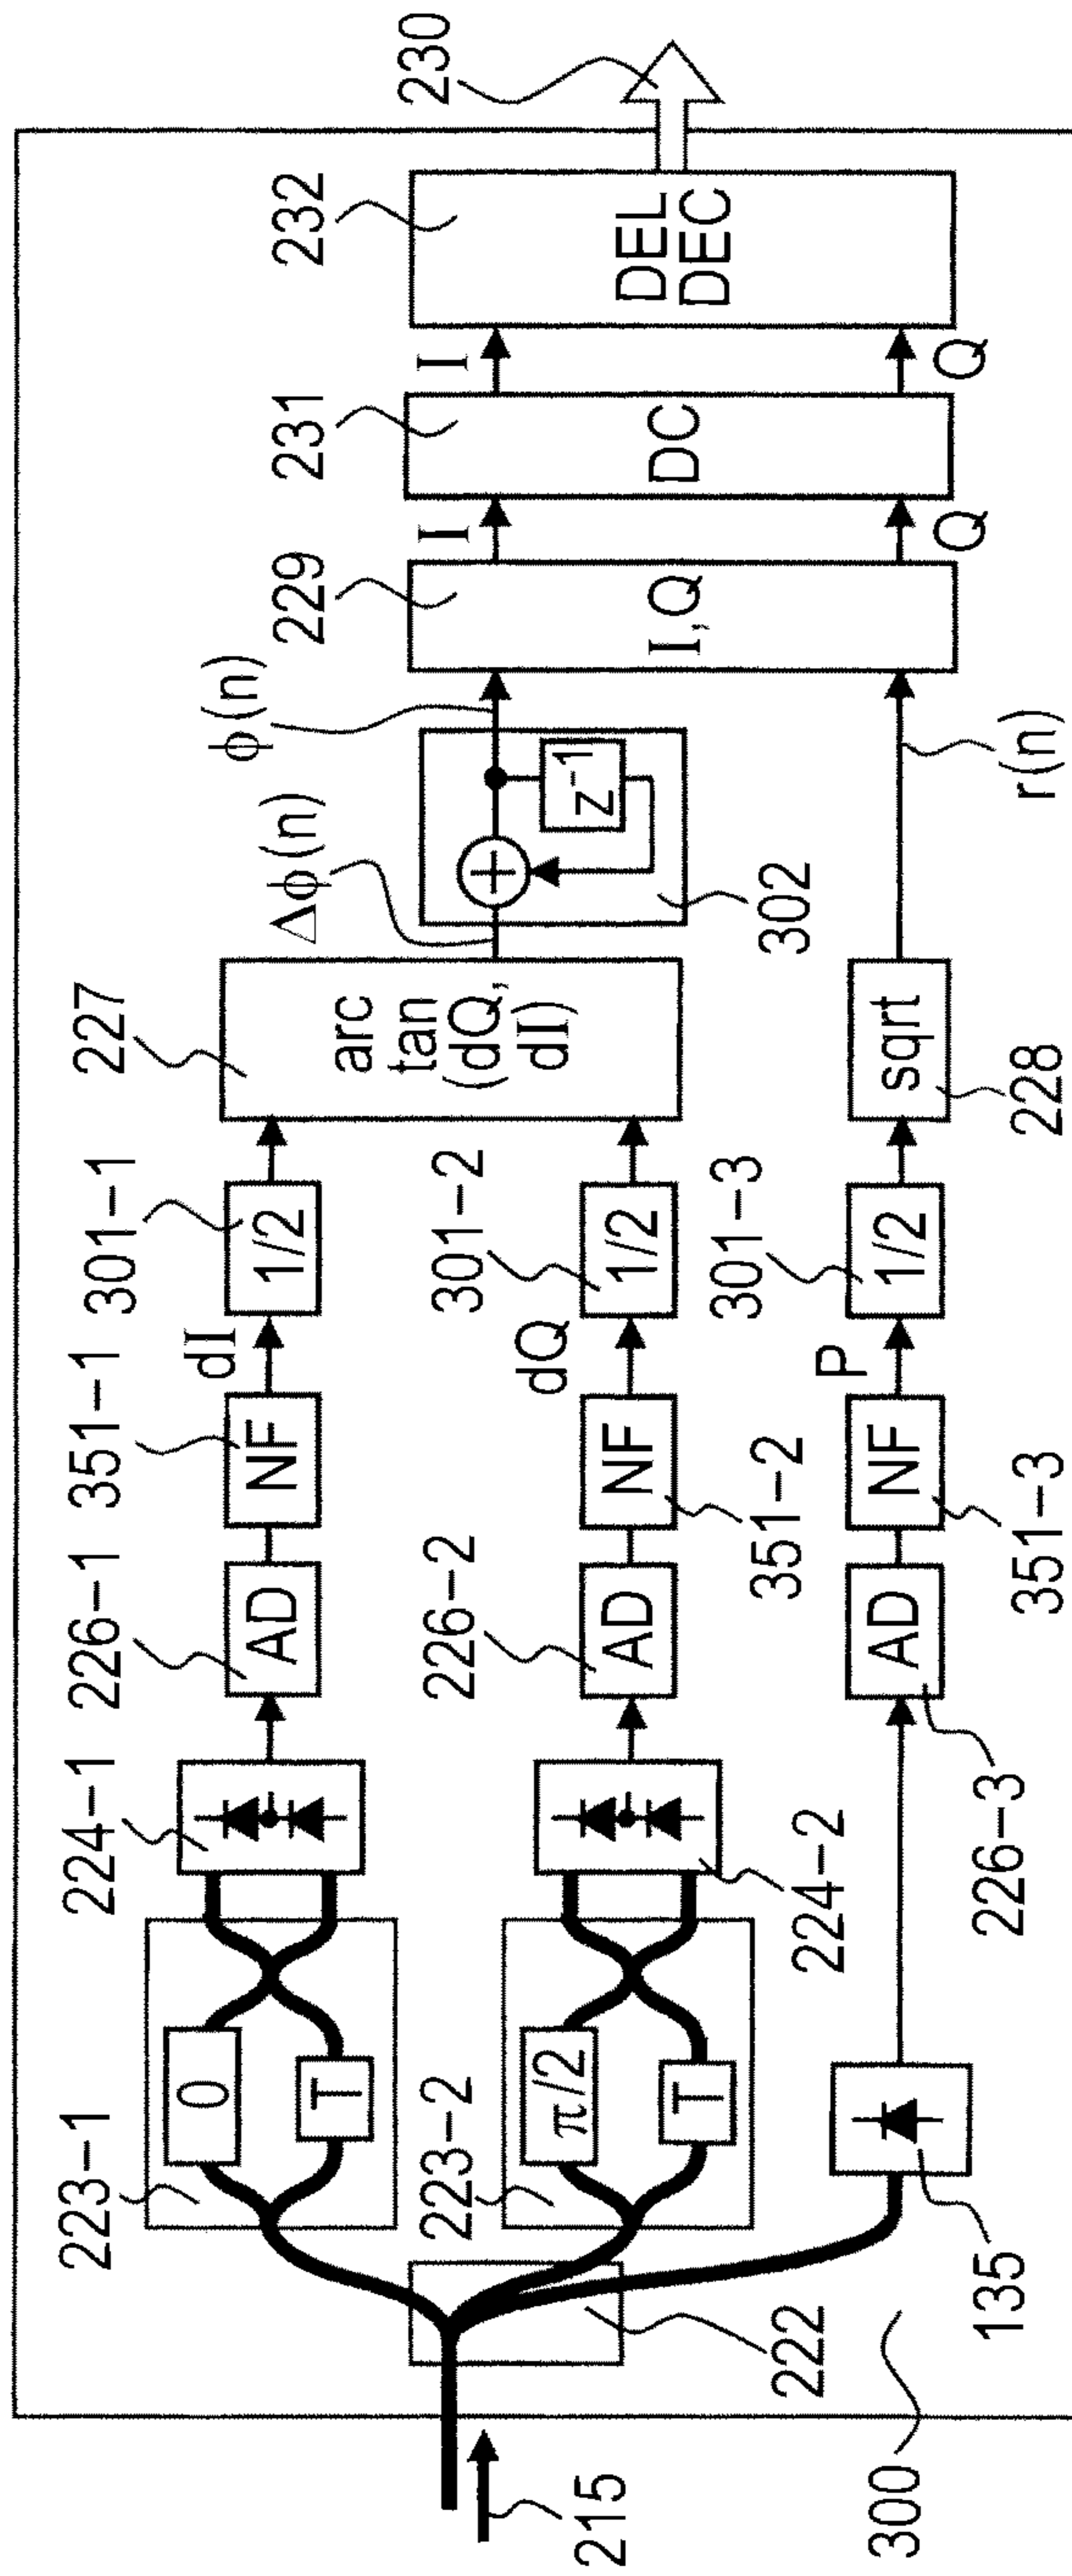 215
300
222
223-1
0
T
223-2
π/2
T
135
224-1
224-2
226-1
AD
226-2
AD
226-3
AD
351-1
NF
351-2
NF
351-3
NF
dI
dQ
P
301-1
1/2
301-2
1/2
301-3
1/2
227
arc
tan
(dQ,
dI)
228
sqrt
Δϕ(n)
302
z⁻¹
ϕ(n)
r(n)
229
I,Q
I
Q
231
DC
I
Q
232
DEL
DEC
230